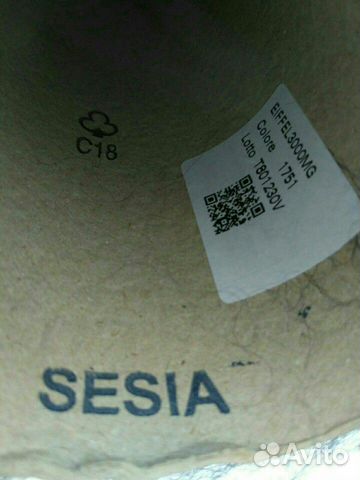 C18
EIFFEL3000MG
Colore 1751
Lotto T801230V
SESIA
Avito